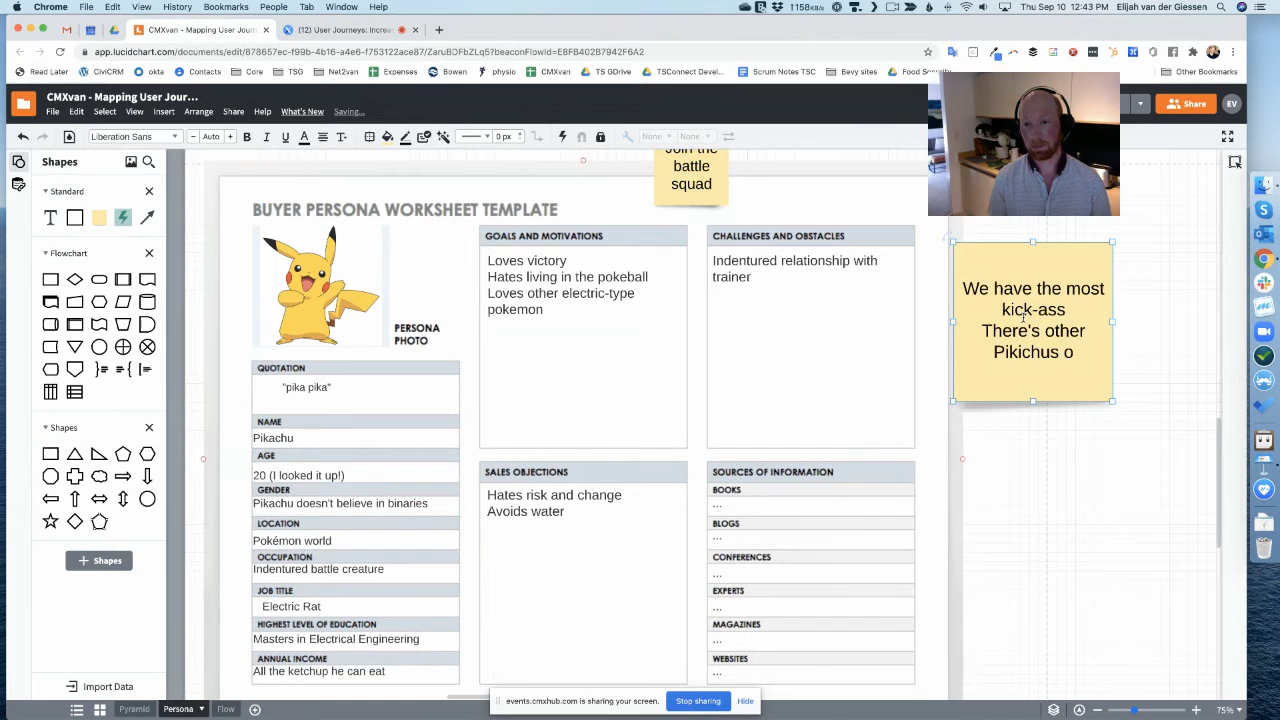 Chrome File Edit View History Bookmarks People Tab Window Help
1158KB/s
Thu Sep 10 12:43 PM Elijah van der Giessen
CMXvan - Mapping User Journ
(12) User Journeys: Increa
app.lucidchart.com/documents/edit/878657ec-f99b-4b16-a4e6-f753122ace87/ZaruBDFbZLq5?beaconFlowId=E8FB402B7942F6A2
Read Later CiviCRM okta Contacts Core TSG Net2van Expenses Bowen physio CMXvan TS GDrive TSConnect Devel... Scrum Notes TSC Bevy sites Food Security
Other Bookmarks
CMXvan - Mapping User Jour...
File Edit Select View Insert Arrange Share Help What's New Saving...
Share EV
Liberation Sans Auto B I U A T 0 px None None
Shapes
Standard
T
Flowchart
Shapes
+ Shapes
Import Data
Join the
battle
squad
BUYER PERSONA WORKSHEET TEMPLATE
PERSONA
PHOTO
QUOTATION
"pika pika"
NAME
Pikachu
AGE
20 (I looked it up!)
GENDER
Pikachu doesn't believe in binaries
LOCATION
Pokémon world
OCCUPATION
Indentured battle creature
JOB TITLE
Electric Rat
HIGHEST LEVEL OF EDUCATION
Masters in Electrical Engineering
ANNUAL INCOME
All the ketchup he can eat
GOALS AND MOTIVATIONS
Loves victory
Hates living in the pokeball
Loves other electric-type
pokemon
CHALLENGES AND OBSTACLES
Indentured relationship with
trainer
SALES OBJECTIONS
Hates risk and change
Avoids water
SOURCES OF INFORMATION
BOOKS
...
BLOGS
...
CONFERENCES
...
EXPERTS
...
MAGAZINES
...
WEBSITES
...
We have the most
kick-ass
There's other
Pikichus o
events.cmxhub.com is sharing your screen. Stop sharing Hide
Pyramid Persona Flow
75%